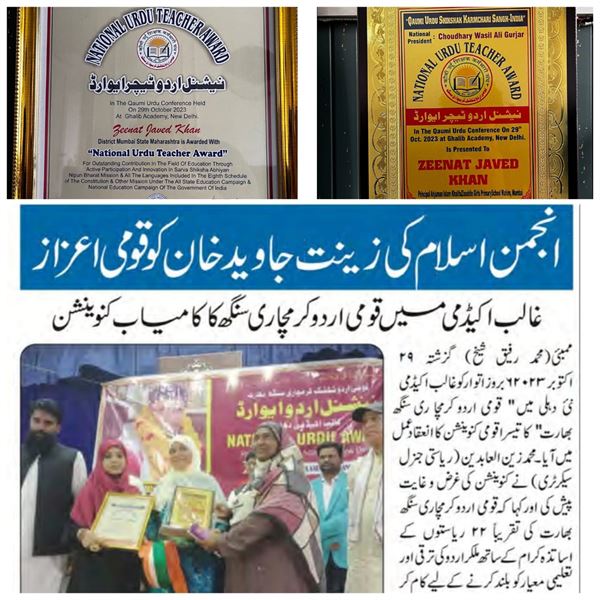 NATIONAL URDU TEACHER AWARD
نیشنل اردو ٹیچر ایوارڈ
In The Qaumi Urdu Conference Held
On 29th October 2023
at Ghalib Academy, New Delhi.
Zeenat Javed Khan
District Mumbai State Maharashtra is Awarded With
"National Urdu Teacher Award"
For Outstanding Contribution In The Field Of Education Through
Active Participation And Innovation In Sarva Shiksha Abhiyan
Nipun Bharat Mission & All The Languages Included In The Eighth Schedule
of The Constitution & Other Mission Under The All State Education Campaign &
National Education Campaign Of The Government Of India
"QAUMI URDU SHIKSHAK KARMCHARI SANGH-INDIA"
National President : Choudhary Wasil Ali Gurjar
NATIONAL URDU TEACHER AWARD
نیشنل اردو ٹیچر ایوارڈ
In The Qaumi Urdu Conference On 29th
Oct. 2023 at Ghalib Academy, New Delhi.
Is Presented To
ZEENAT JAVED
KHAN
انجمن اسلام کی زینت جاوید خان کو قومی اعزاز
غالب اکیڈمی میں قومی اردو کرمچاری سنگھ کا کامیاب کنوینشن
نیشنل اردو ایوارڈ
NATIONAL URDU AWA
ممبئی (محمد رفیق شیخ) گزشتہ ۲۹
اکتوبر ۲۰۲۳ بروز اتوار کو غالب اکیڈمی
نئی دہلی میں "قومی اردو کرمچاری سنگھ
بھارت" کا تیسرا قومی کنوینشن کا انعقاد عمل
میں آیا۔ محمد زین العابدین (ریاستی جنرل
سیکرٹری) نے کنوینشن کی غرض و غایت
پیش کی اور کہا کہ قومی اردو کرمچاری سنگھ
بھارت کی تقریباً ۲۲ ریاستوں کے
اساتذہ کرام کے ساتھ ملکر اردو کی ترقی اور
تعلیمی معیار کو بلند کرنے کے لیے کام کر